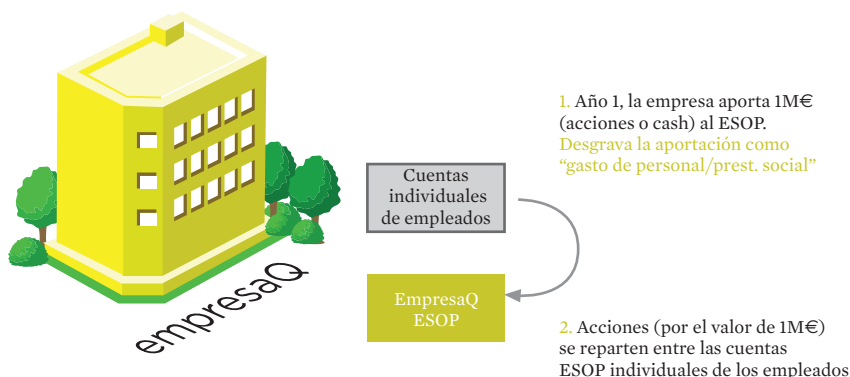 1. Año 1, la empresa aporta 1M€
(acciones o cash) al ESOP.
Desgrava la aportación como
“gasto de personal/prest. social”
Cuentas
individuales
de empleados
empresaQ
EmpresaQ
ESOP
2. Acciones (por el valor de 1M€)
se reparten entre las cuentas
ESOP individuales de los empleados